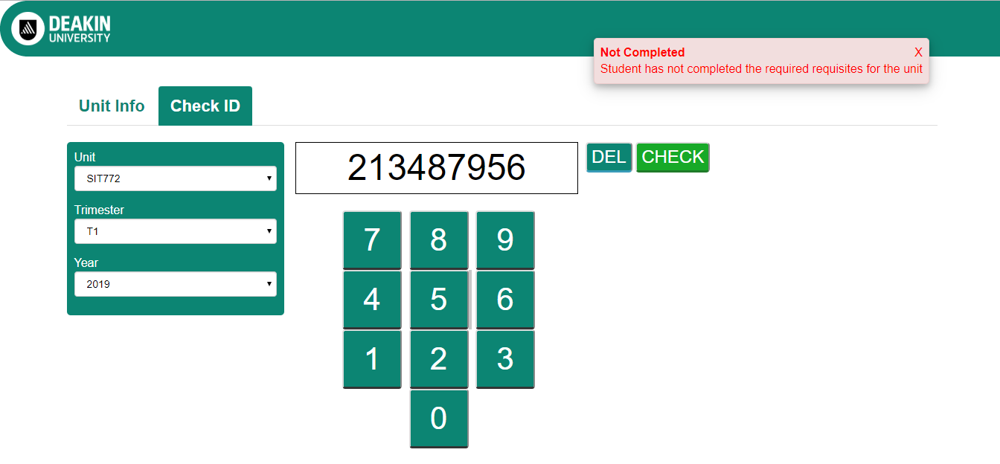 DEAKIN
UNIVERSITY
Not Completed X
Student has not completed the required requisites for the unit
Unit Info Check ID
Unit
SIT772
Trimester
T1
Year
2019
213487956
DEL CHECK
7 8 9
4 5 6
1 2 3
0